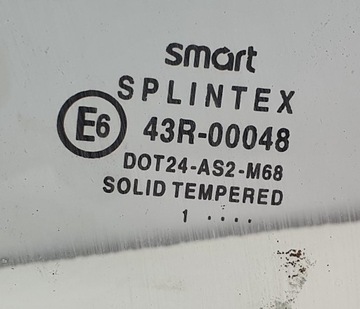 smart
SPLINTEX
E6 43R-00048
DOT24-AS2-M68
SOLID TEMPERED
1 ....